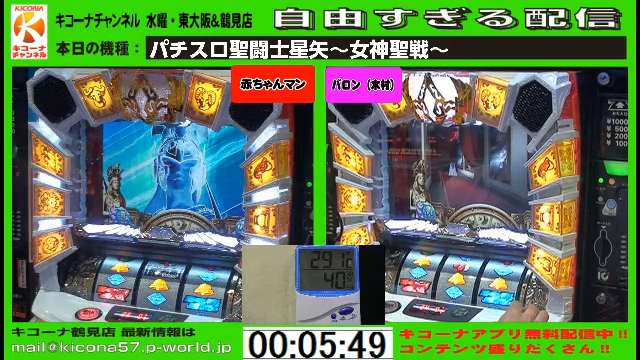 KICONA
キコーナ
チャンネル
キコーナチャンネル 水曜・東大阪&鶴見店
自由すぎる配信
本日の機種：パチスロ聖闘士星矢～女神聖戦～
赤ちゃんマン
バロン（木村）
キコーナ鶴見店 最新情報は
mail@kicona57.p-world.jp
00:05:49
キコーナアプリ無料配信中!!
コンテンツ盛りだくさん!!